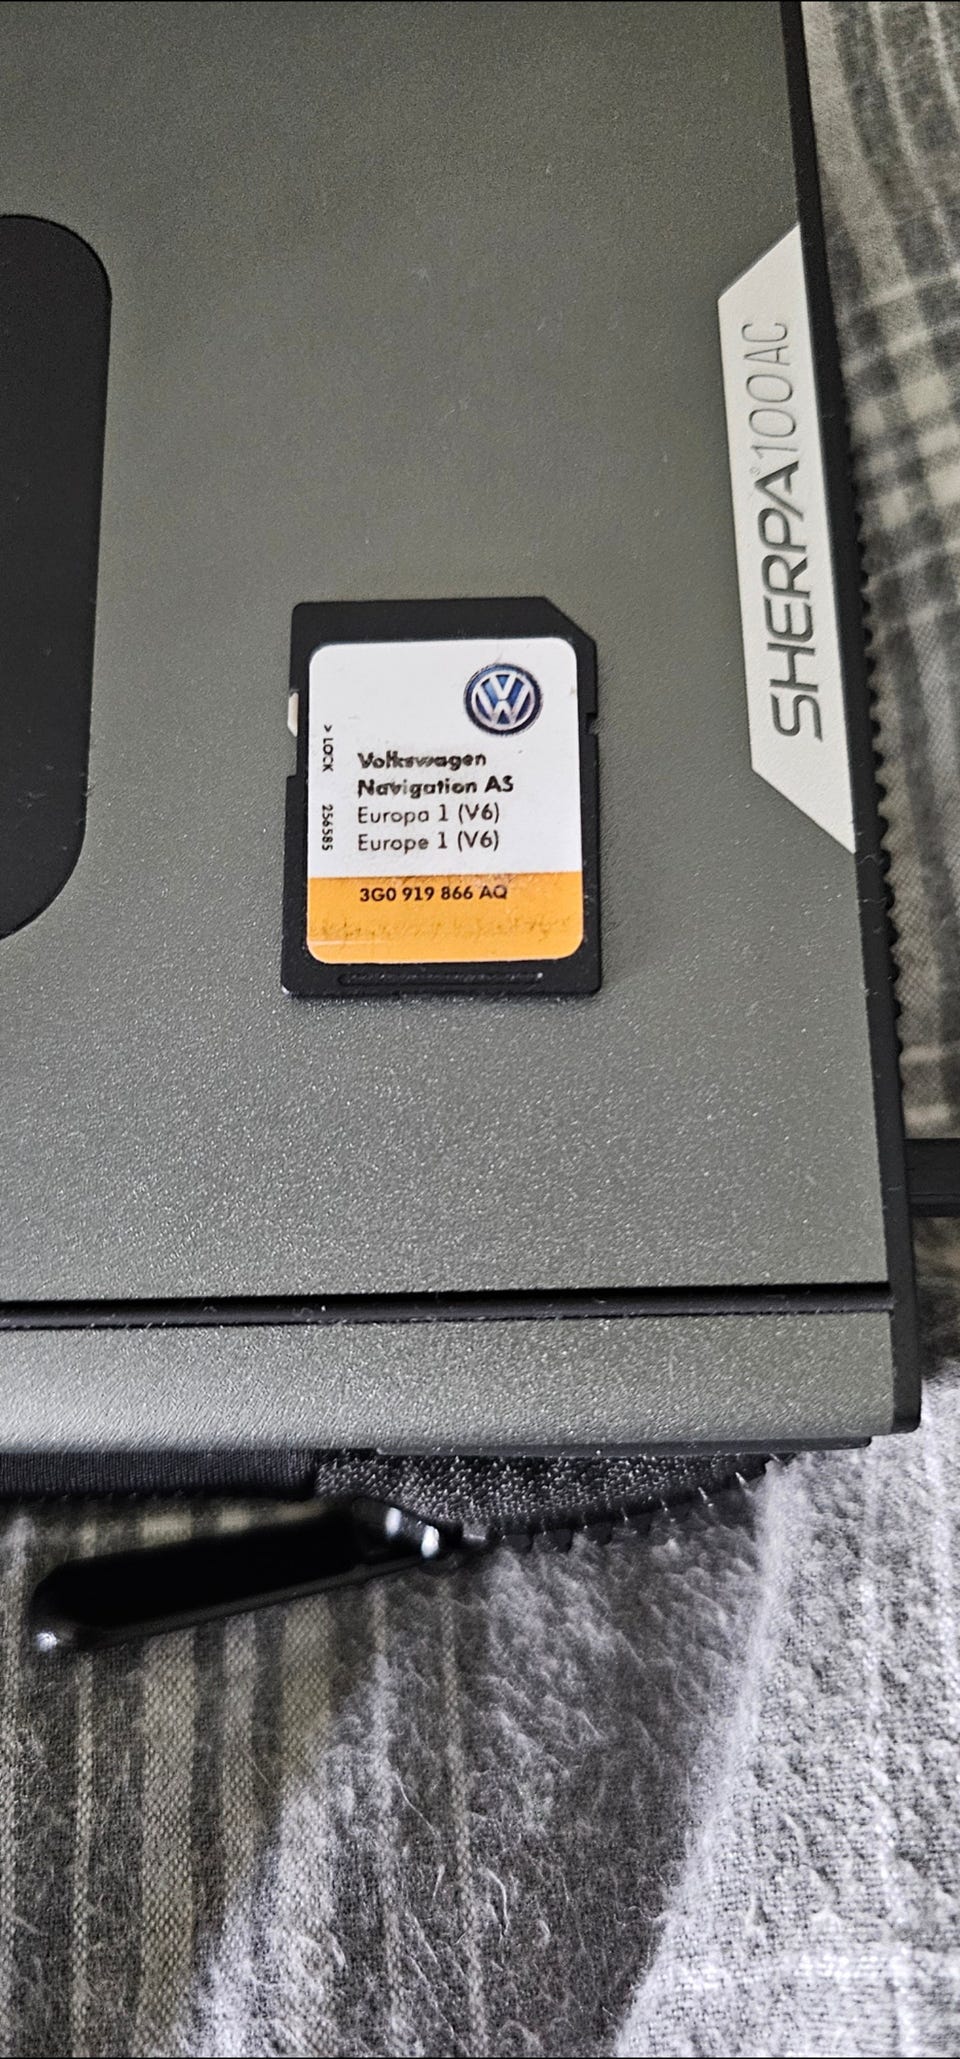 SHERPA 100AC
> LOCK
256585
Volkswagen
Navigation AS
Europa 1 (V6)
Europe 1 (V6)
3G0 919 866 AQ